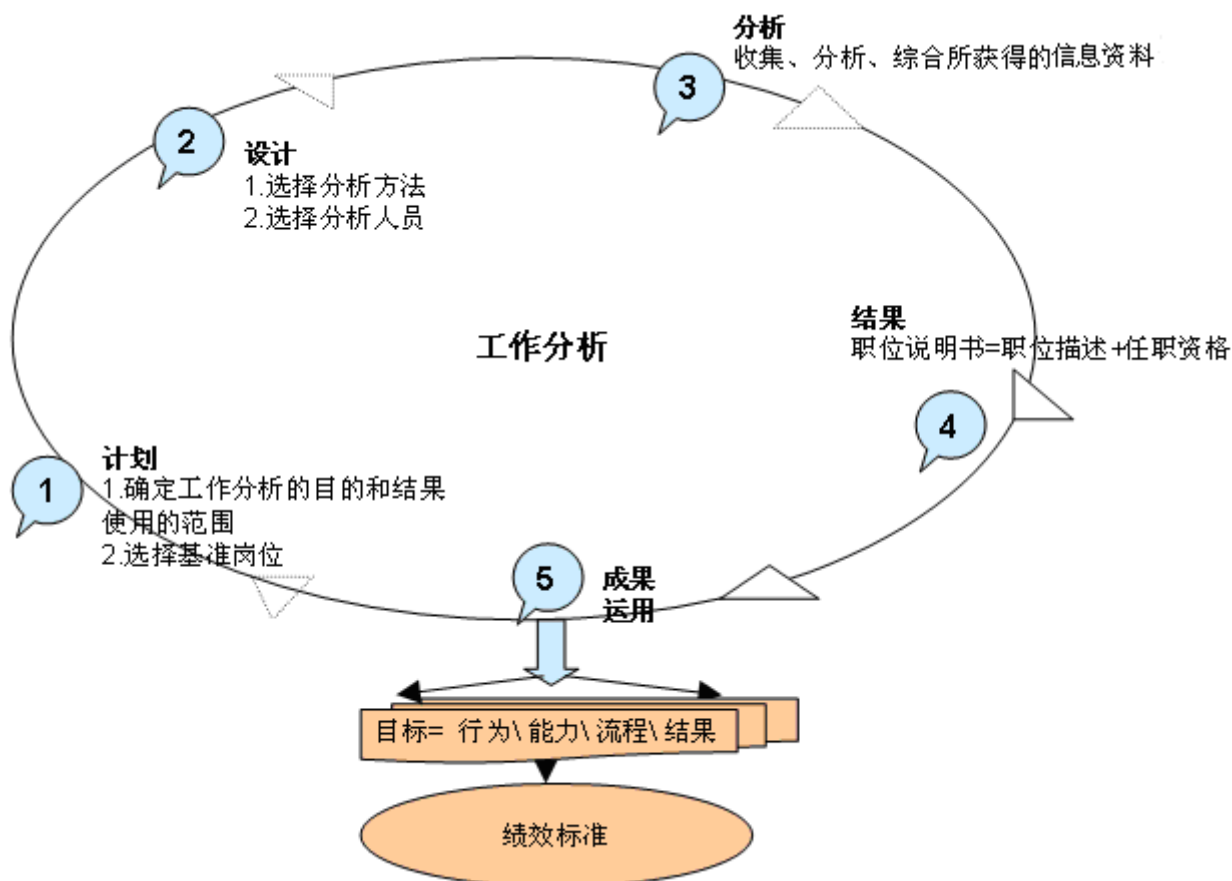 分析
收集、分析、综合所获得的信息资料
3
2
设计
1.选择分析方法
2.选择分析人员
工作分析
结果
职位说明书=职位描述+任职资格
4
计划
1.确定工作分析的目的和结果
使用的范围
2.选择基准岗位
1
5
成果
运用
目标= 行为\能力\流程\结果
绩效标准